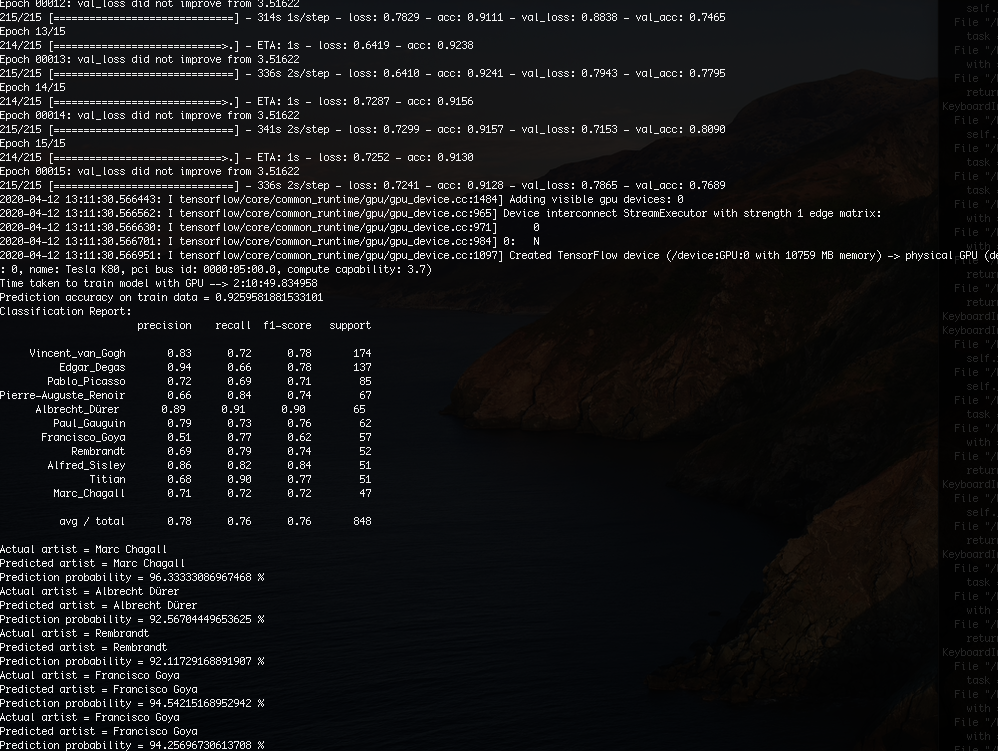 Epoch 00012: val_loss did not improve from 3.51622
215/215 [==============================] - 314s 1s/step - loss: 0.7829 - acc: 0.9111 - val_loss: 0.8838 - val_acc: 0.7465
Epoch 13/15
214/215 [============================>.] - ETA: 1s - loss: 0.6419 - acc: 0.9238
Epoch 00013: val_loss did not improve from 3.51622
215/215 [==============================] - 336s 2s/step - loss: 0.6410 - acc: 0.9241 - val_loss: 0.7943 - val_acc: 0.7795
Epoch 14/15
214/215 [============================>.] - ETA: 1s - loss: 0.7287 - acc: 0.9156
Epoch 00014: val_loss did not improve from 3.51622
215/215 [==============================] - 341s 2s/step - loss: 0.7299 - acc: 0.9157 - val_loss: 0.7153 - val_acc: 0.8090
Epoch 15/15
214/215 [============================>.] - ETA: 1s - loss: 0.7252 - acc: 0.9130
Epoch 00015: val_loss did not improve from 3.51622
215/215 [==============================] - 336s 2s/step - loss: 0.7241 - acc: 0.9128 - val_loss: 0.7865 - val_acc: 0.7689
2020-04-12 13:11:30.566443: I tensorflow/core/common_runtime/gpu/gpu_device.cc:1484] Adding visible gpu devices: 0
2020-04-12 13:11:30.566562: I tensorflow/core/common_runtime/gpu/gpu_device.cc:965] Device interconnect StreamExecutor with strength 1 edge matrix:
2020-04-12 13:11:30.566630: I tensorflow/core/common_runtime/gpu/gpu_device.cc:971]      0
2020-04-12 13:11:30.566701: I tensorflow/core/common_runtime/gpu/gpu_device.cc:984] 0:   N
2020-04-12 13:11:30.566951: I tensorflow/core/common_runtime/gpu/gpu_device.cc:1097] Created TensorFlow device (/device:GPU:0 with 10759 MB memory) -> physical GPU (de
: 0, name: Tesla K80, pci bus id: 0000:05:00.0, compute capability: 3.7)
Time taken to train model with GPU --> 2:10:49.834958
Prediction accuracy on train data = 0.9259581881533101
Classification Report:
precision recall f1-score support
Vincent_van_Gogh 0.83 0.72 0.78 174
Edgar_Degas 0.94 0.66 0.78 137
Pablo_Picasso 0.72 0.69 0.71 85
Pierre-Auguste_Renoir 0.66 0.84 0.74 67
Albrecht_Dürer 0.89 0.91 0.90 65
Paul_Gauguin 0.79 0.73 0.76 62
Francisco_Goya 0.51 0.77 0.62 57
Rembrandt 0.69 0.79 0.74 52
Alfred_Sisley 0.86 0.82 0.84 51
Titian 0.68 0.90 0.77 51
Marc_Chagall 0.71 0.72 0.72 47
avg / total 0.78 0.76 0.76 848
Actual artist = Marc Chagall
Predicted artist = Marc Chagall
Prediction probability = 96.33333086967468 %
Actual artist = Albrecht Dürer
Predicted artist = Albrecht Dürer
Prediction probability = 92.56704449653625 %
Actual artist = Rembrandt
Predicted artist = Rembrandt
Prediction probability = 92.11729168891907 %
Actual artist = Francisco Goya
Predicted artist = Francisco Goya
Prediction probability = 94.54215168952942 %
Actual artist = Francisco Goya
Predicted artist = Francisco Goya
Prediction probability = 94.25696730613708 %